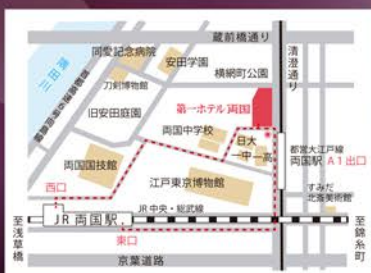 蔵前橋通り
同愛記念病院
安田学園
清澄通り
隅田川
刀剣博物館
横網町公園
首都高速6号向島線
旧安田庭園
第一ホテル両国
両国中学校
日大
一中一高
都営大江戸線
両国駅 A1出口
両国国技館
江戸東京博物館
すみだ
北斎美術館
西口
JR 中央・総武線
至浅草橋
JR 両国駅
至錦糸町
東口
京葉道路